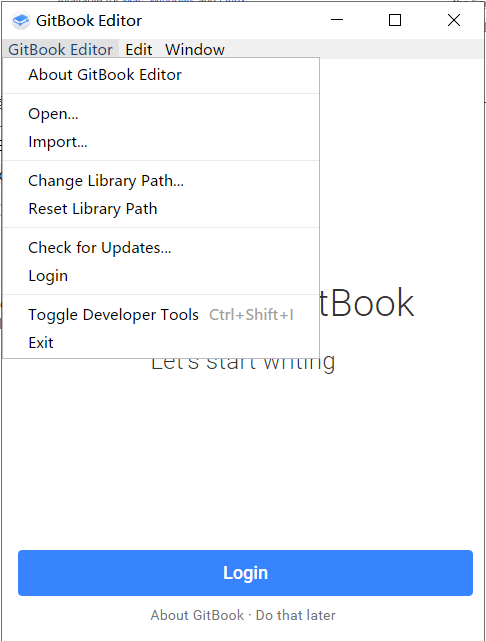 GitBook Editor
GitBook Editor Edit Window
About GitBook Editor
Open...
Import...
Change Library Path...
Reset Library Path
Check for Updates...
Login
Toggle Developer Tools Ctrl+Shift+I
Exit
tBook
Let's start writing
Login
About GitBook · Do that later